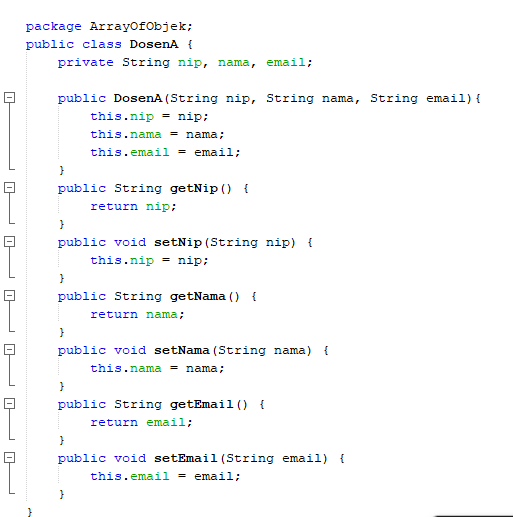 package ArrayOfObjek;
public class DosenA {
private String nip, nama, email;
public DosenA(String nip, String nama, String email){
this.nip = nip;
this.nama = nama;
this.email = email;
}
public String getNip() {
return nip;
}
public void setNip(String nip) {
this.nip = nip;
}
public String getNama() {
return nama;
}
public void setNama(String nama) {
this.nama = nama;
}
public String getEmail() {
return email;
}
public void setEmail(String email) {
this.email = email;
}
}